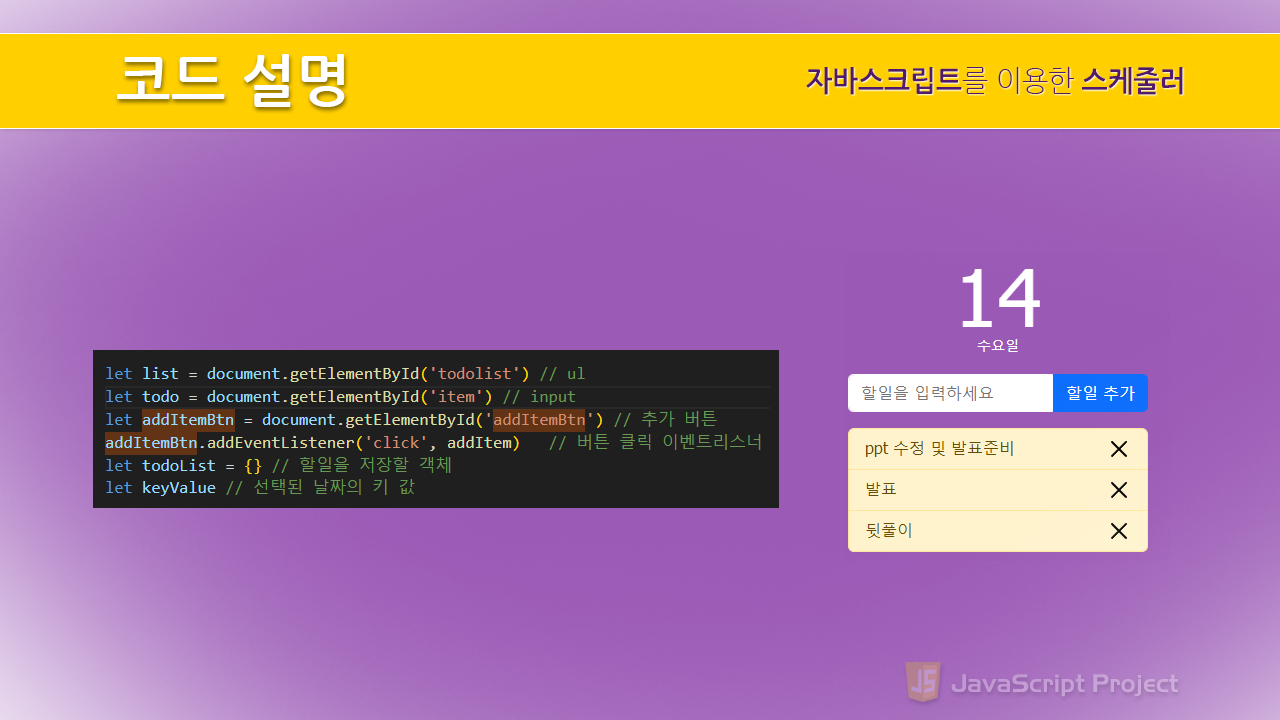 코드 설명
자바스크립트를 이용한 스케줄러
let list = document.getElementById('todolist') // ul
let todo = document.getElementById('item') // input
let addItemBtn = document.getElementById('addItemBtn') // 추가 버튼
addItemBtn.addEventListener('click', addItem)   // 버튼 클릭 이벤트리스너
let todoList = {} // 할일을 저장할 객체
let keyValue // 선택된 날짜의 키 값
14
수요일
할일을 입력하세요
할일 추가
ppt 수정 및 발표준비
발표
뒷풀이
JS JavaScript Project